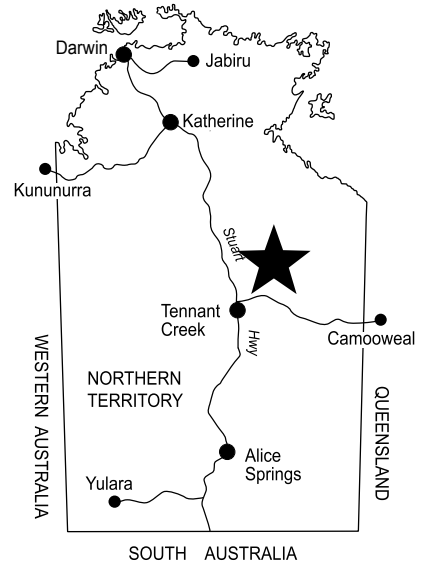 Darwin
Jabiru
Katherine
Kununurra
Stuart
Tennant
Creek
Hwy
Camooweal
WESTERN AUSTRALIA
NORTHERN
TERRITORY
QUEENSLAND
Alice
Springs
Yulara
SOUTH AUSTRALIA